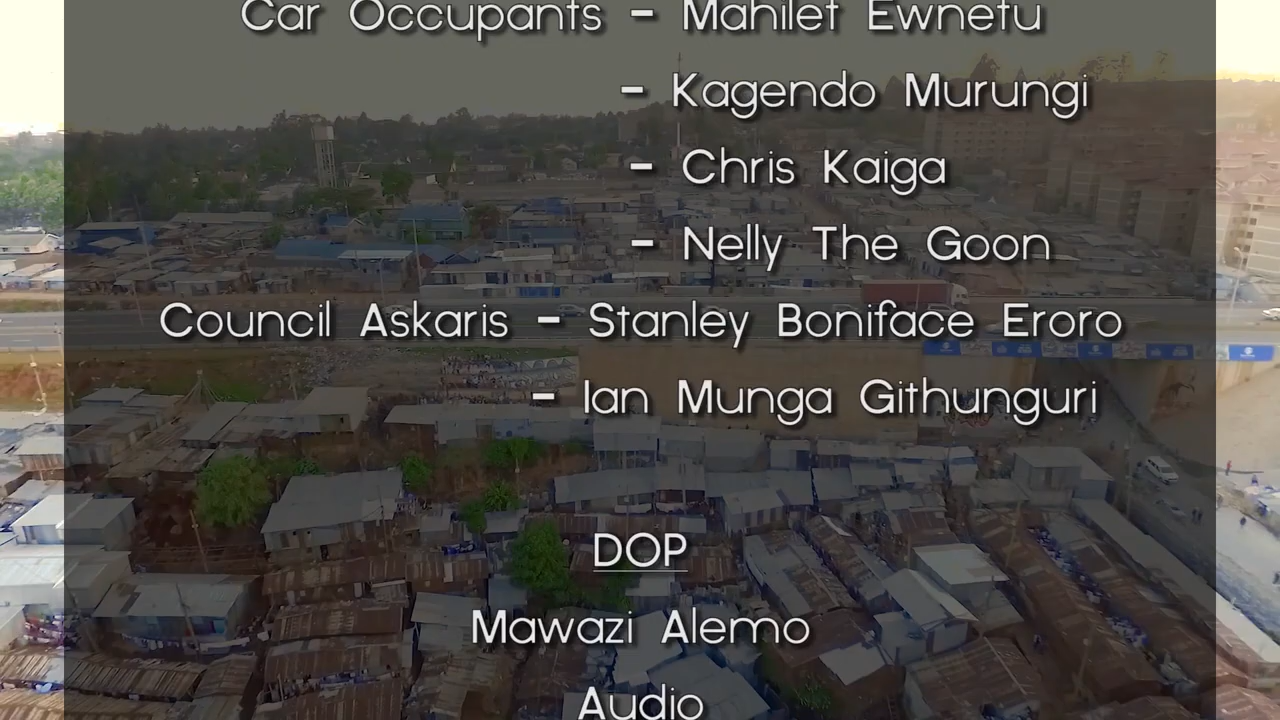 Car Occupants - Mahilet Ewnetu
- Kagendo Murungi
- Chris Kaiga
- Nelly The Goon
Council Askaris - Stanley Boniface Eroro
- Ian Munga Githunguri
DOP
Mawazi Alemo
Audio